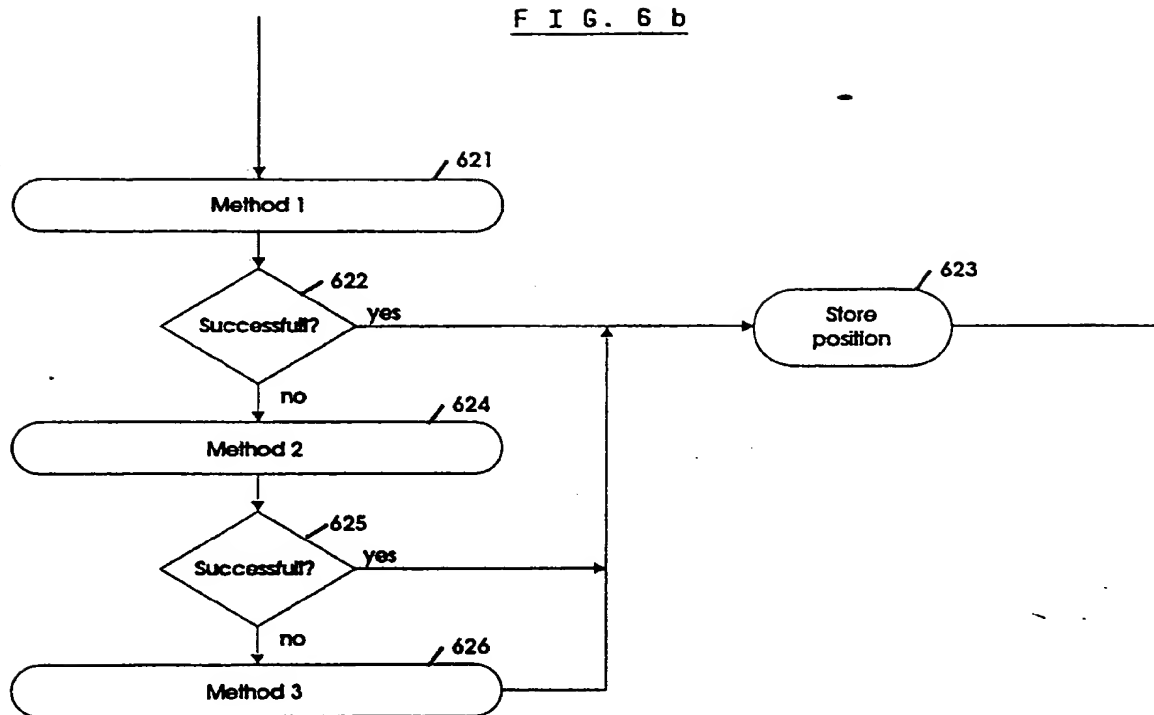 F I G. 6 b
621
Method 1
622
Successfull?
yes
623
Store
position
no
624
Method 2
625
Successfull?
yes
no
626
Method 3